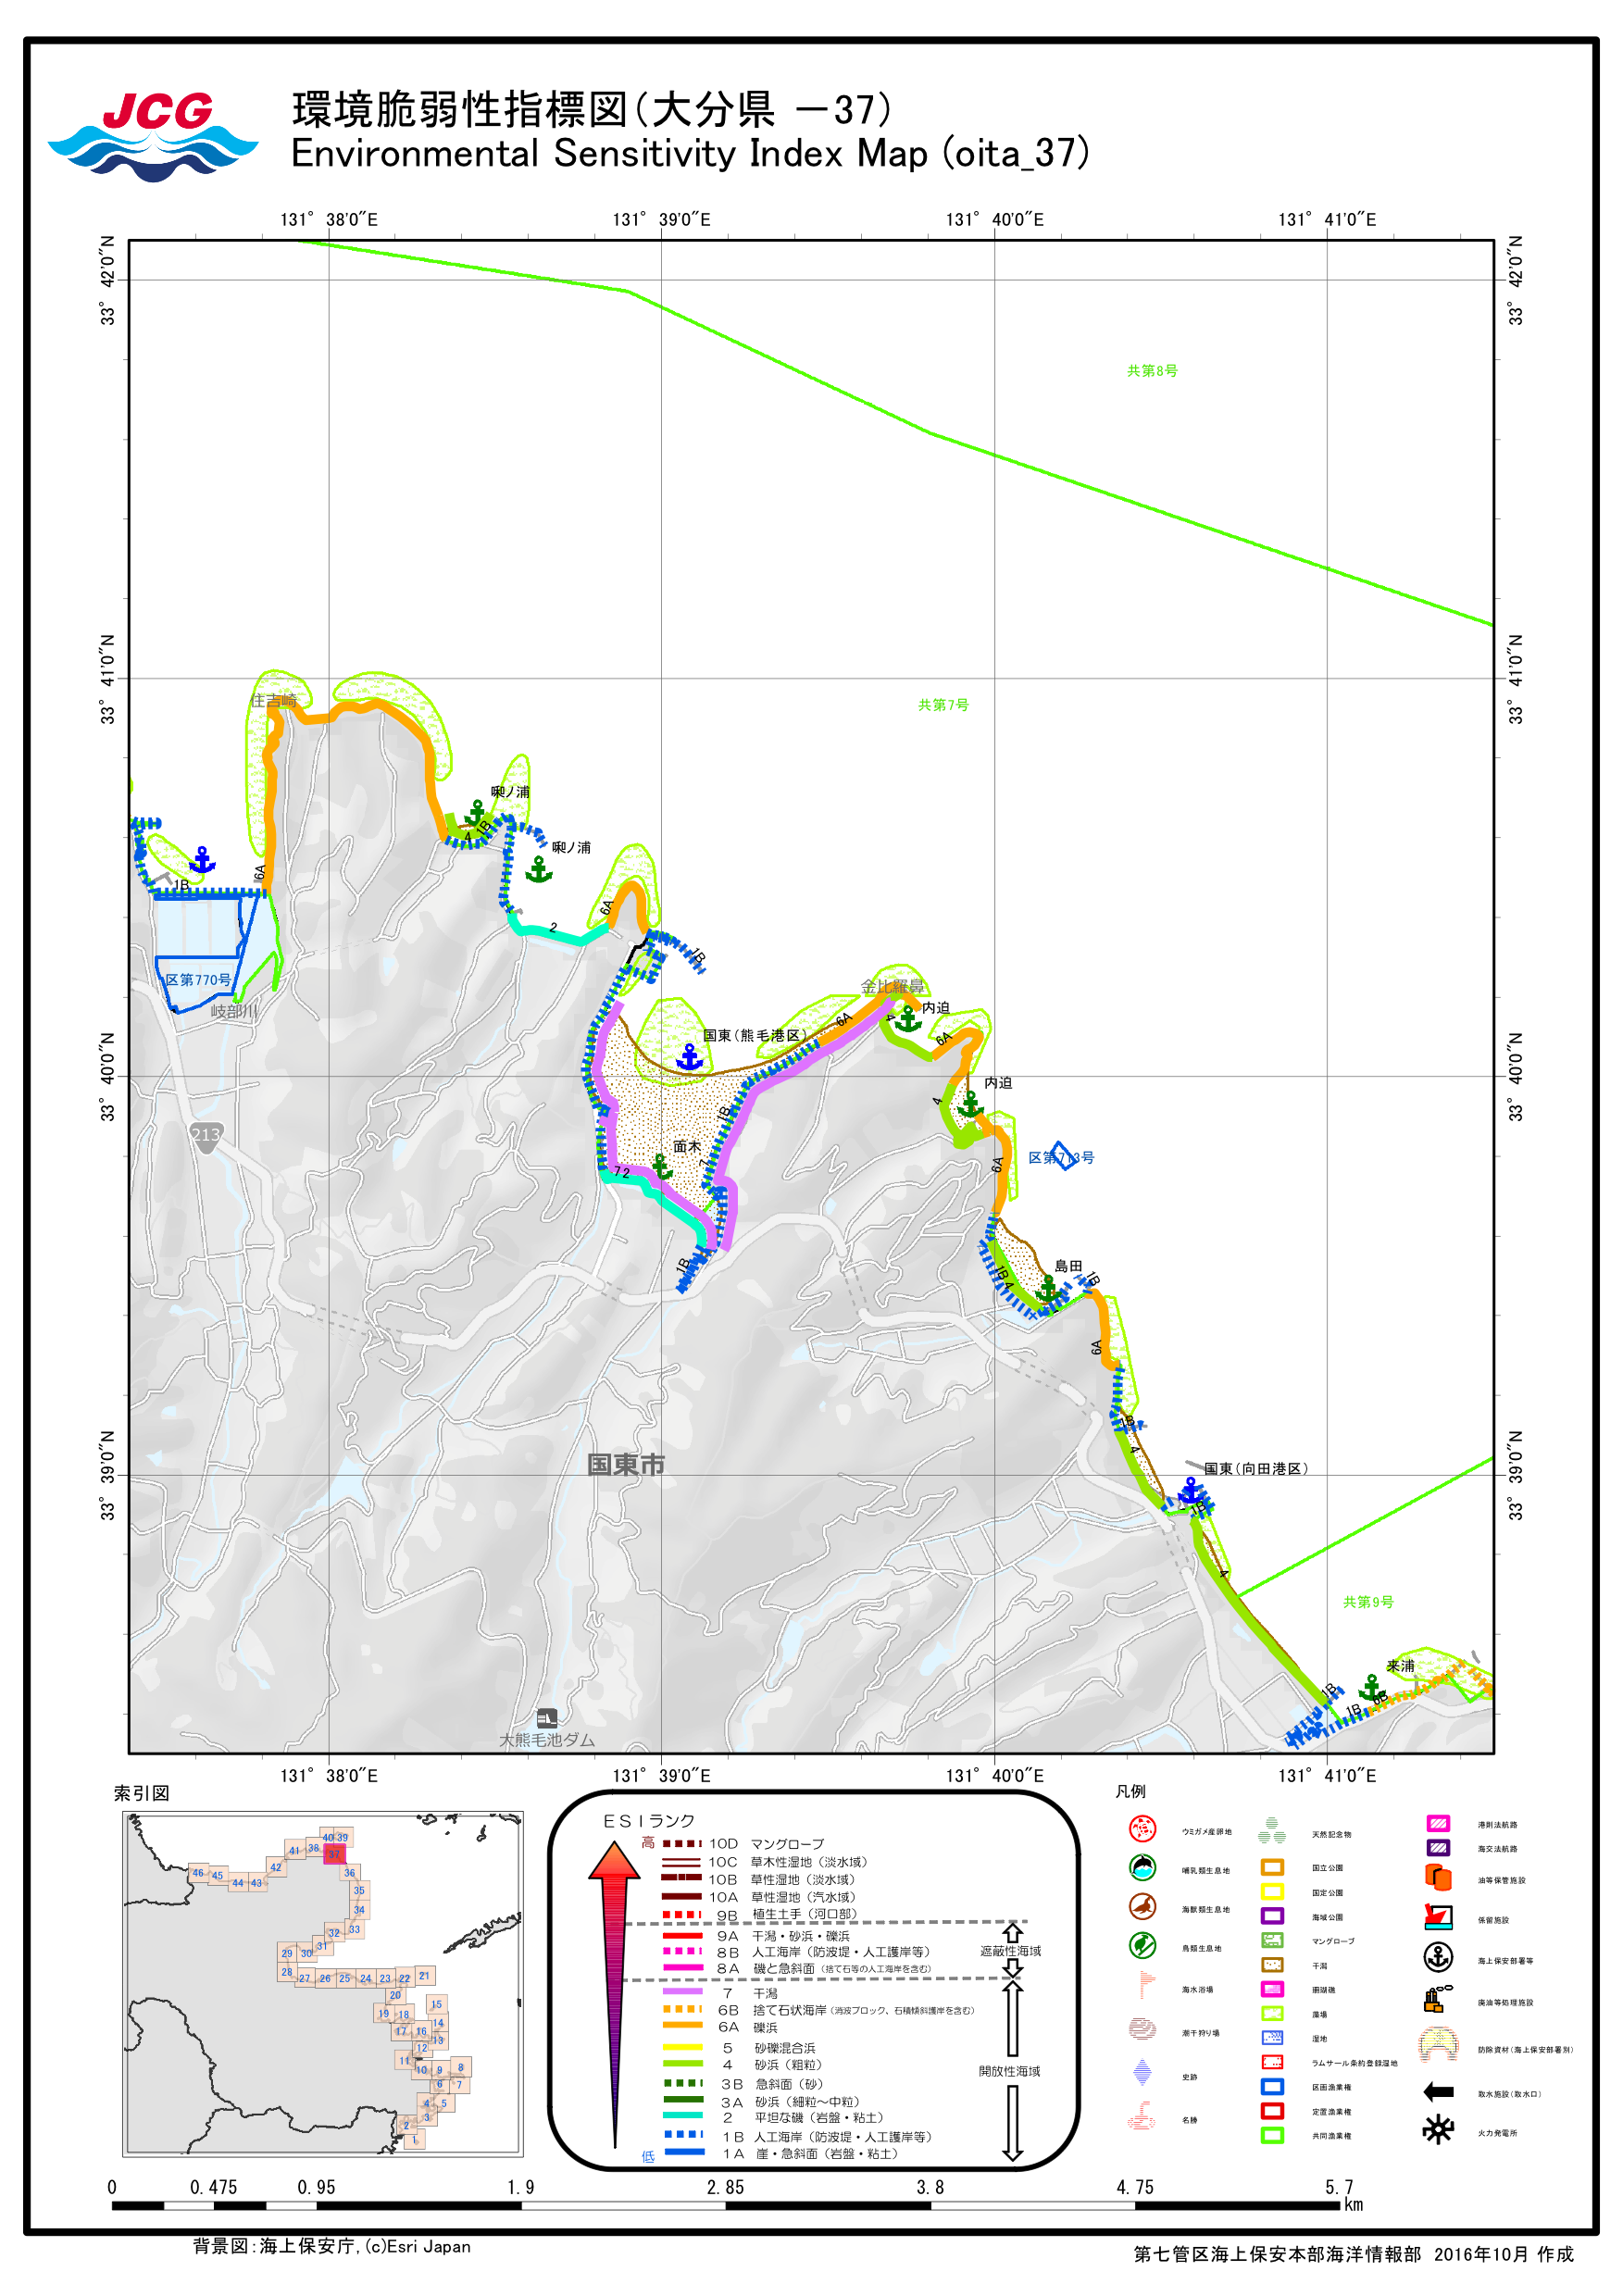 JCG
環境脆弱性指標図(大分県 －37)
Environmental Sensitivity Index Map (oita_37)
131° 38'0"E
131° 39'0"E
131° 40'0"E
131° 41'0"E
33° 42'0"N
33° 42'0"N
共第8号
33° 41'0"N
33° 41'0"N
住吉崎
共第7号
4
1B
1B
6A
6A
2
1B
区第770号
岐部川
金比羅鼻
内迫
国東(熊毛港区)
6A
4
6A
33° 40'0"N
33° 40'0"N
内迫
4
1B
213
面木
7
7 2
6A
区第713号
1B
島田
1B 4
1B
6A
1B
4
国東市
国東(向田港区)
33° 39'0"N
33° 39'0"N
1B
4
共第9号
来浦
1B
1B
6B
大熊毛池ダム
131° 38'0"E
131° 39'0"E
131° 40'0"E
131° 41'0"E
索引図
40 39
41 38 37
46 45 44 43 42
36
35
34
33
32
31
30
29
28
27 26 25 24 23 22 21
20
19 18
15
14
17 16
13
12
11
10 9 8
6 7
4 5
3
2
1
ESIランク
高
10D マングローブ
10C 草木性湿地（淡水域）
10B 草性湿地（淡水域）
10A 草性湿地（汽水域）
9B 植生土手（河口部）
9A 干潟・砂浜・礫浜
8B 人工海岸（防波堤・人工護岸等）
8A 磯と急斜面（捨て石等の人工海岸を含む）
7 干潟
6B 捨て石状海岸（消波ブロック、石積傾斜護岸を含む）
6A 礫浜
5 砂礫混合浜
4 砂浜（粗粒）
3B 急斜面（砂）
3A 砂浜（細粒～中粒）
2 平坦な磯（岩盤・粘土）
1B 人工海岸（防波堤・人工護岸等）
1A 崖・急斜面（岩盤・粘土）
低
遮蔽性海域
開放性海域
凡例
ウミガメ産卵地
哺乳類生息地
海獣類生息地
鳥類生息地
海水浴場
潮干狩り場
史跡
名勝
天然記念物
国立公園
国定公園
海域公園
マングローブ
干潟
珊瑚礁
藻場
湿地
ラムサール条約登録湿地
区画漁業権
定置漁業権
共同漁業権
港則法航路
海交法航路
油等保管施設
保留施設
海上保安部署等
廃油等処理施設
防除資材(海上保安部署別)
取水施設(取水口)
火力発電所
0 0.475 0.95 1.9 2.85 3.8 4.75 5.7
km
背景図:海上保安庁, (c)Esri Japan
第七管区海上保安本部海洋情報部 2016年10月 作成